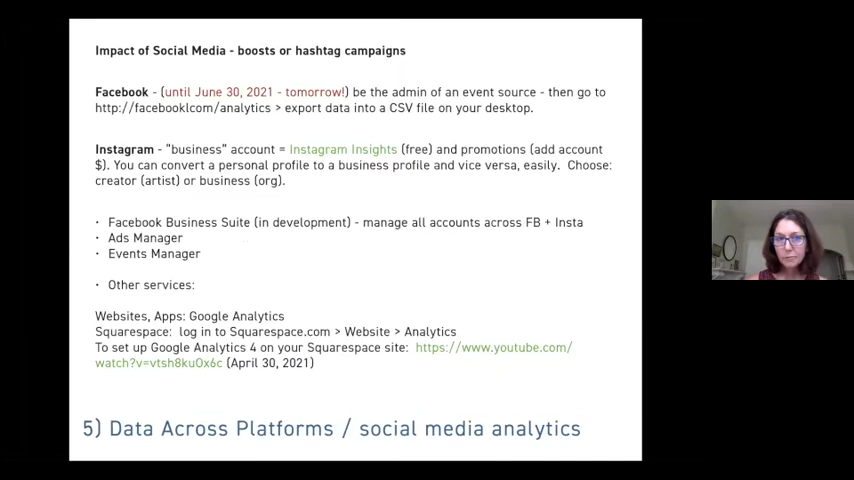 Impact of Social Media - boosts or hashtag campaigns
Facebook - (until June 30, 2021 - tomorrow!) be the admin of an event source - then go to
http://facebooklcom/analytics > export data into a CSV file on your desktop.
Instagram - "business" account = Instagram Insights (free) and promotions (add account
$). You can convert a personal profile to a business profile and vice versa, easily. Choose:
creator (artist) or business (org).
• Facebook Business Suite (in development) - manage all accounts across FB + Insta
• Ads Manager
• Events Manager
• Other services:
Websites, Apps: Google Analytics
Squarespace: log in to Squarespace.com > Website > Analytics
To set up Google Analytics 4 on your Squarespace site: https://www.youtube.com/
watch?v=vtsh8kuOx6c (April 30, 2021)
5) Data Across Platforms / social media analytics